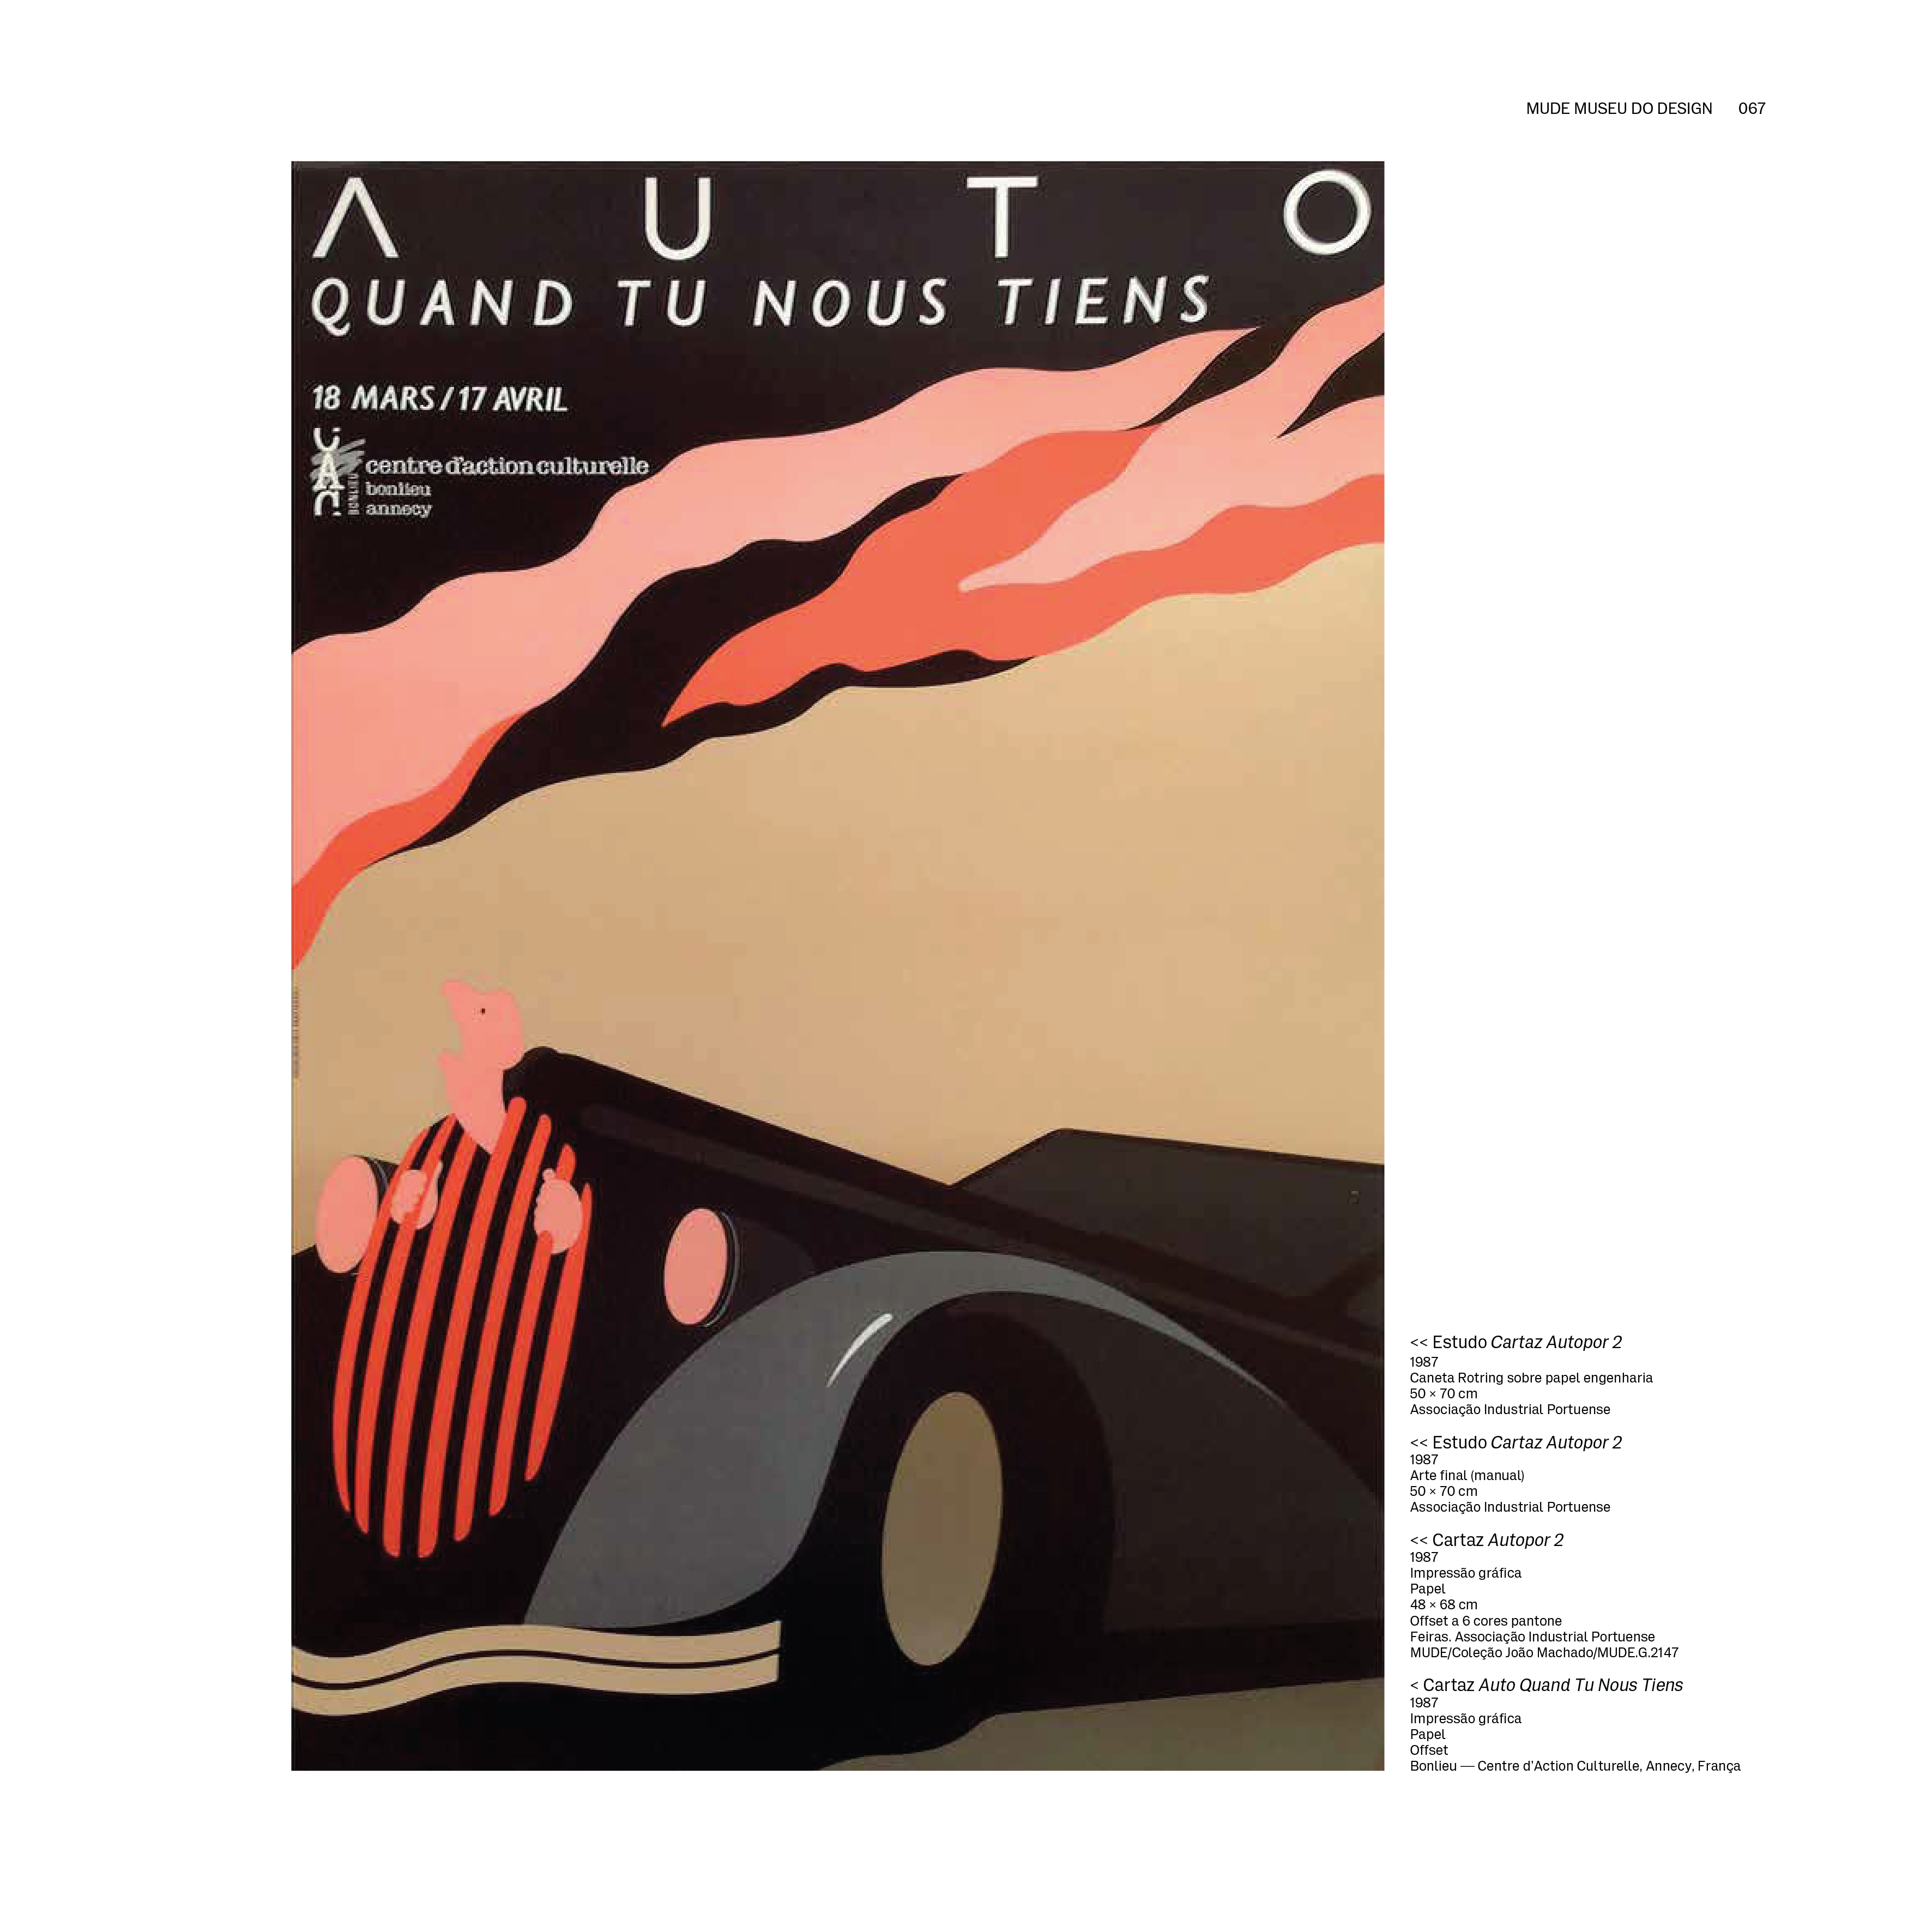 MUDE MUSEU DO DESIGN 067
AUTO
QUAND TU NOUS TIENS
18 MARS / 17 AVRIL
CAC
BONLIEU
centre d'action culturelle
bonlieu
annecy
<< Estudo Cartaz Autopor 2
1987
Caneta Rotring sobre papel engenharia
50 × 70 cm
Associação Industrial Portuense
<< Estudo Cartaz Autopor 2
1987
Arte final (manual)
50 × 70 cm
Associação Industrial Portuense
<< Cartaz Autopor 2
1987
Impressão gráfica
Papel
48 × 68 cm
Offset a 6 cores pantone
Feiras. Associação Industrial Portuense
MUDE/Coleção João Machado/MUDE.G.2147
< Cartaz Auto Quand Tu Nous Tiens
1987
Impressão gráfica
Papel
Offset
Bonlieu — Centre d'Action Culturelle, Annecy, França